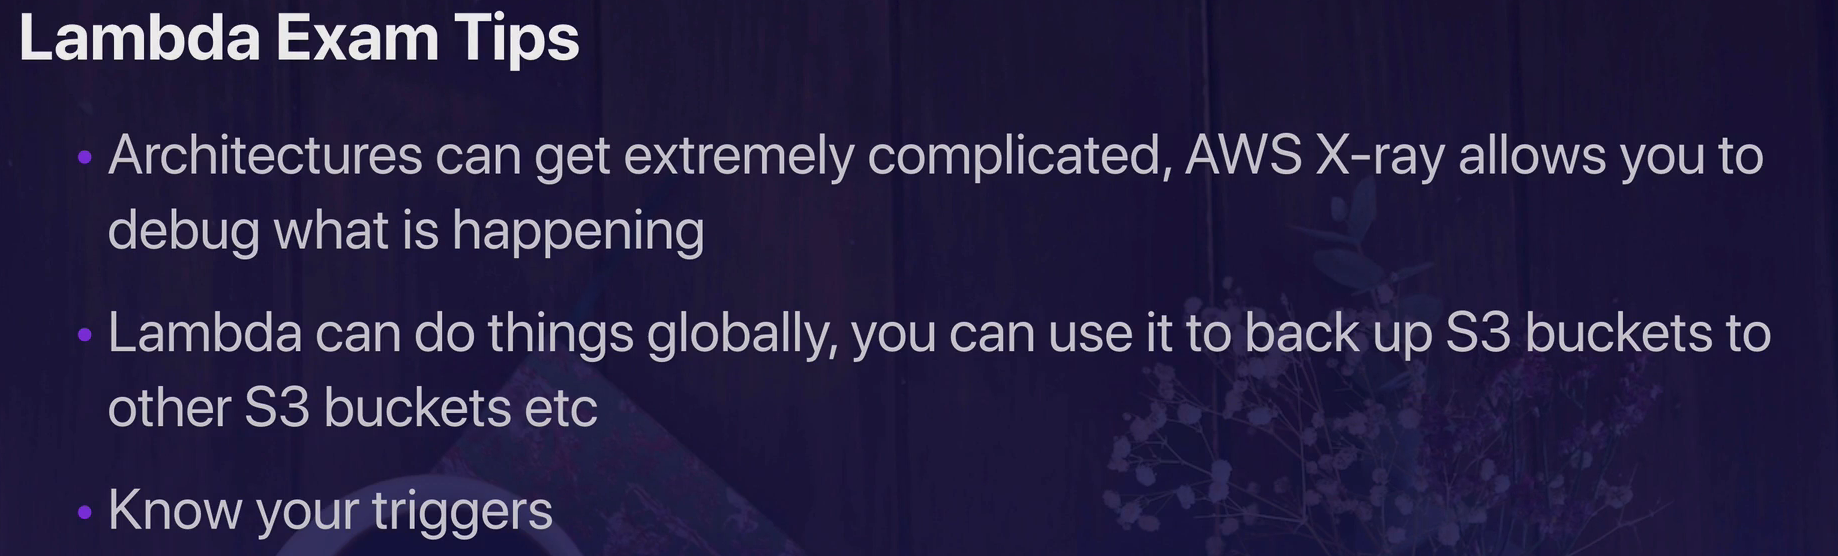 Lambda Exam Tips
• Architectures can get extremely complicated, AWS X-ray allows you to
debug what is happening
• Lambda can do things globally, you can use it to back up S3 buckets to
other S3 buckets etc
• Know your triggers